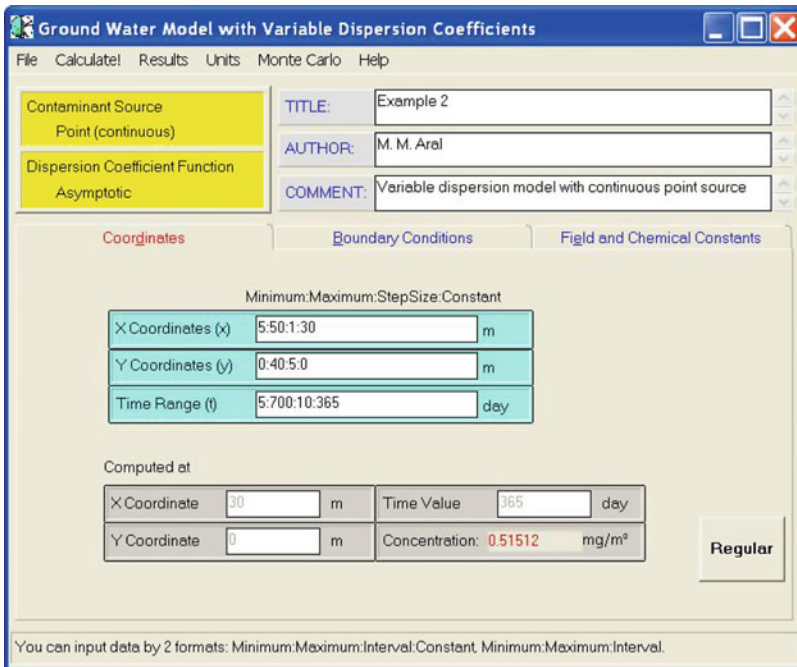 Ground Water Model with Variable Dispersion Coefficients
File Calculate! Results Units Monte Carlo Help
Contaminant Source
Point (continuous)
Dispersion Coefficient Function
Asymptotic
TITLE: Example 2
AUTHOR: M. M. Aral
COMMENT: Variable dispersion model with continuous point source
Coordinates Boundary Conditions Field and Chemical Constants
Minimum:Maximum:StepSize:Constant
X Coordinates (x) 5:50:1:30 m
Y Coordinates (y) 0:40:5:0 m
Time Range (t) 5:700:10:365 day
Computed at
X Coordinate 30 m Time Value 365 day
Y Coordinate 0 m Concentration: 0.51512 mg/m³
Regular
You can input data by 2 formats: Minimum:Maximum:Interval:Constant, Minimum:Maximum:Interval.